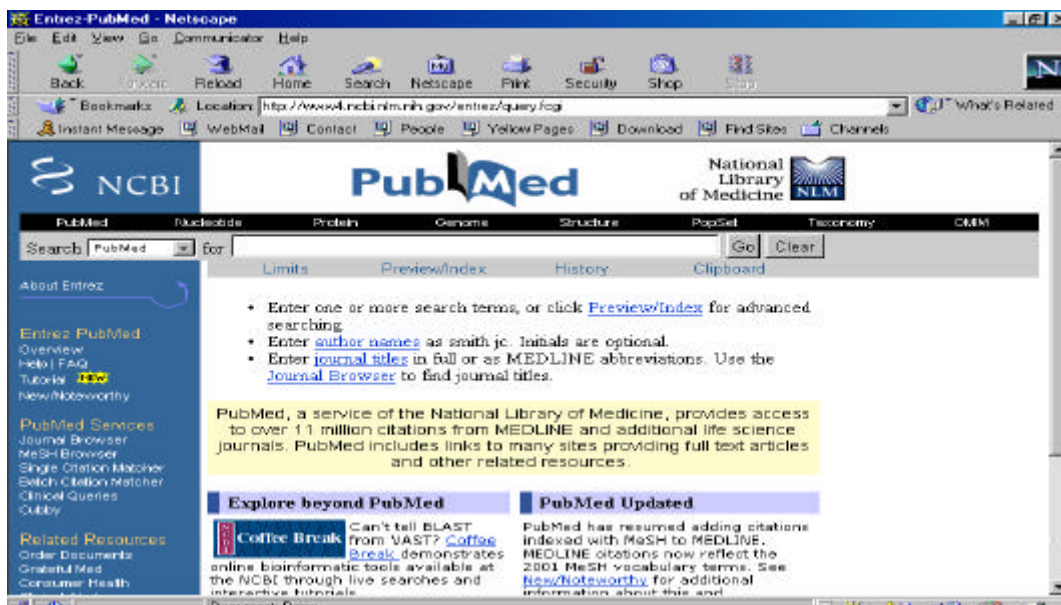 Entrez-PubMed - Netscape
File Edit View Go Communicator Help
Back Forward Reload Home Search Netscape Print Security Shop Stop
Bookmarks Location: http://www4.ncbi.nlm.nih.gov/entrez/query.fcgi What's Related
Instant Message WebMail Contact People Yellow Pages Download Find Sites Channels
NCBI
PubMed
National
Library
of Medicine NLM
PubMed Nucleotide Protein Genome Structure PopSet Taxonomy OMIM
Search PubMed for Go Clear
Limits Preview/Index History Clipboard
About Entrez
Entrez PubMed
Overview
Help | FAQ
Tutorial NEW
New/Noteworthy
PubMed Services
Journal Browser
MeSH Browser
Single Citation Matcher
Batch Citation Matcher
Clinical Queries
Cubby
Related Resources
Order Documents
Grateful Med
Consumer Health
• Enter one or more search terms, or click Preview/Index for advanced
searching.
• Enter author names as smith jc. Initials are optional.
• Enter journal titles in full or as MEDLINE abbreviations. Use the
Journal Browser to find journal titles.
PubMed, a service of the National Library of Medicine, provides access
to over 11 million citations from MEDLINE and additional life science
journals. PubMed includes links to many sites providing full text articles
and other related resources.
Explore beyond PubMed
NCBI Coffee Break
Can't tell BLAST
from VAST? Coffee
Break demonstrates
online bioinformatic tools available at
the NCBI through live searches and
interactive tutorials.
PubMed Updated
PubMed has resumed adding citations
indexed with MeSH to MEDLINE.
MEDLINE citations now reflect the
2001 MeSH vocabulary terms. See
New/Noteworthy for additional
information about this and